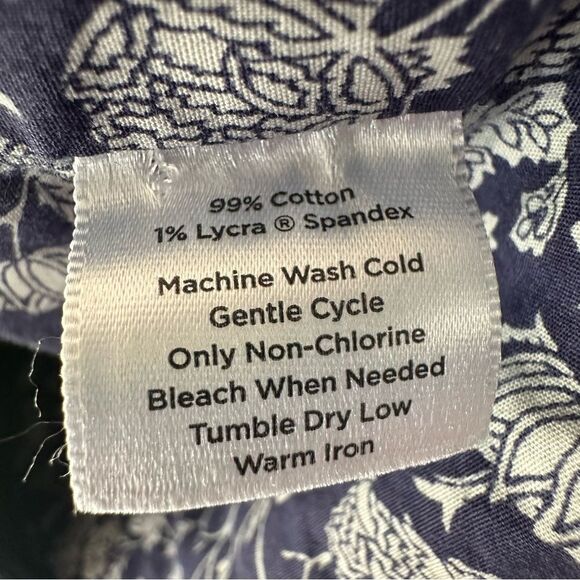 99% Cotton
1% Lycra ® Spandex
Machine Wash Cold
Gentle Cycle
Only Non-Chlorine
Bleach When Needed
Tumble Dry Low
Warm Iron